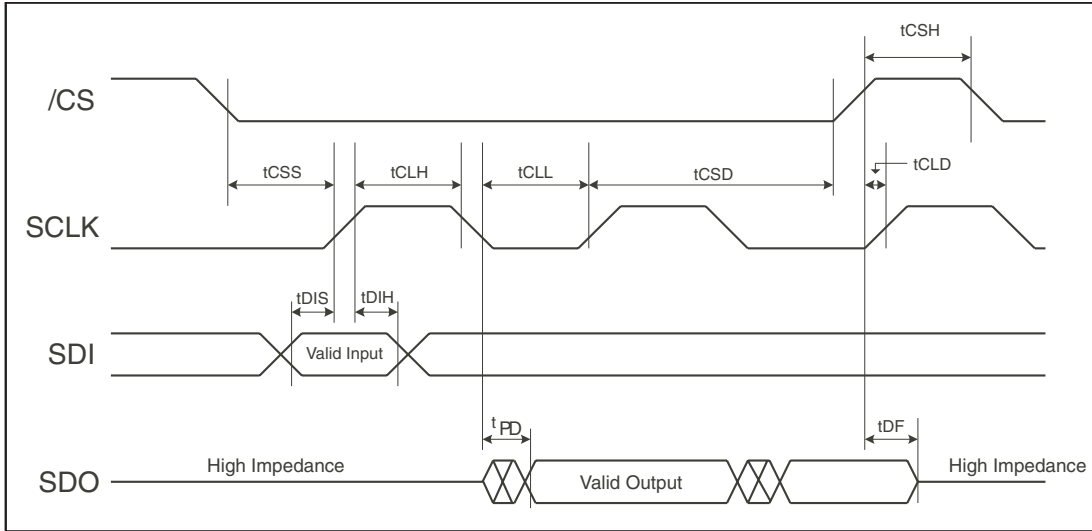 tCSH
/CS
tCLD
tCSS
tCLH
tCLL
tCSD
SCLK
tDIS
tDIH
SDI
Valid Input
tPD
tDF
High Impedance
High Impedance
SDO
Valid Output